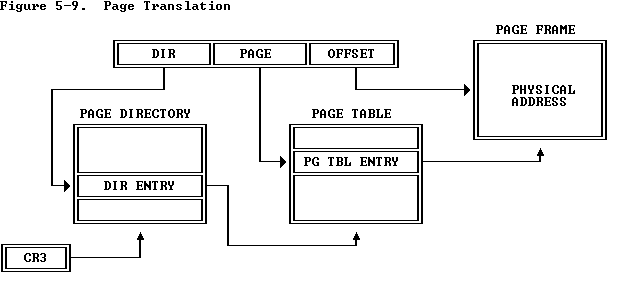 Figure 5-9. Page Translation
PAGE FRAME
DIR PAGE OFFSET
PHYSICAL
ADDRESS
PAGE DIRECTORY PAGE TABLE
PG TBL ENTRY
DIR ENTRY
CR3